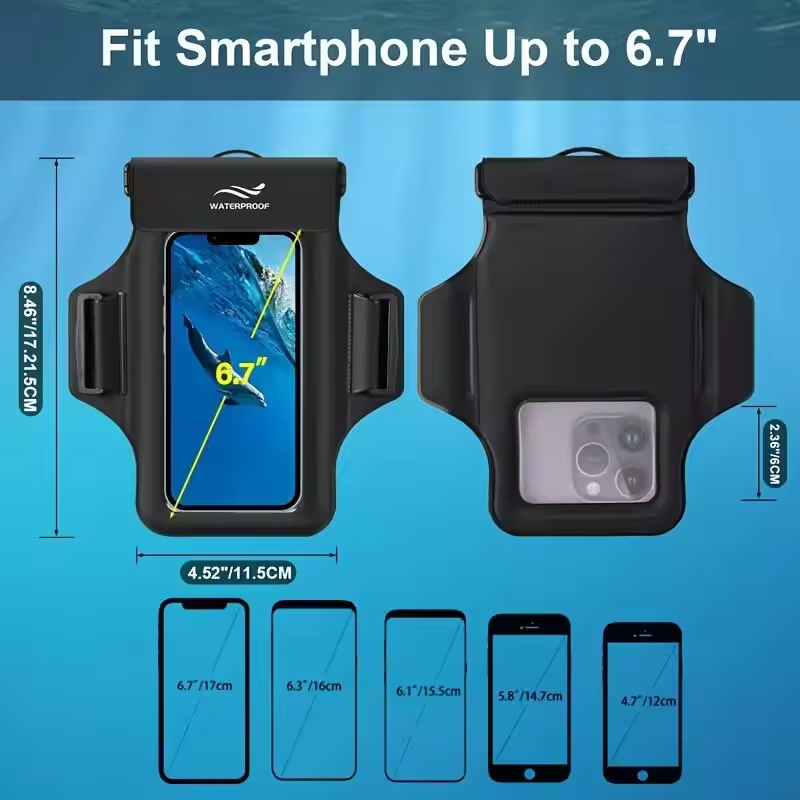 Fit Smartphone Up to 6.7"
WATERPROOF
8.46"/17.21.5CM
6.7"
2.36"/6CM
4.52"/11.5CM
6.7"/17cm
6.3"/16cm
6.1"/15.5cm
5.8"/14.7cm
4.7"/12cm